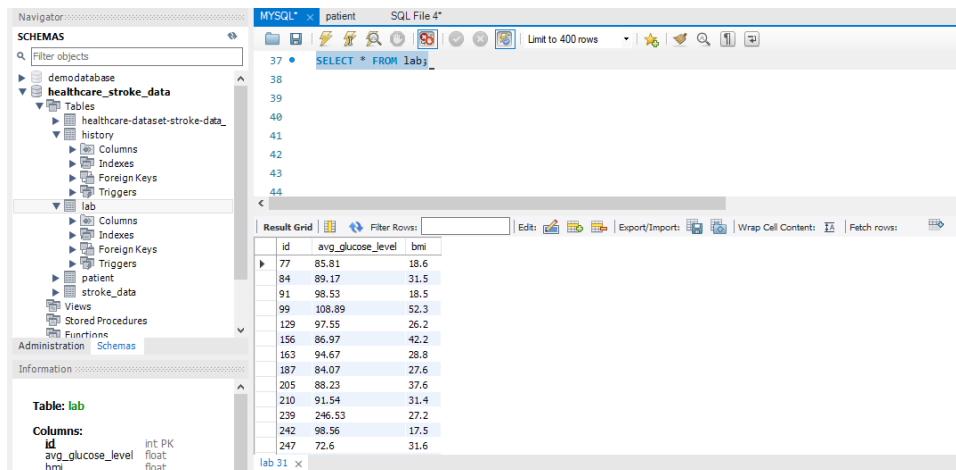 Navigator
SCHEMAS
Filter objects
demodatabase
healthcare_stroke_data
Tables
healthcare-dataset-stroke-data_
history
Columns
Indexes
Foreign Keys
Triggers
lab
Columns
Indexes
Foreign Keys
Triggers
patient
stroke_data
Views
Stored Procedures
Functions
Administration Schemas
Information
Table: lab
Columns:
id int PK
avg_glucose_level float
bmi float
MYSQL* patient SQL File 4*
Limit to 400 rows
37 SELECT * FROM lab;
38
39
40
41
42
43
44
Result Grid Filter Rows: Edit: Export/Import: Wrap Cell Content: Fetch rows:
id avg_glucose_level bmi
77 85.81 18.6
84 89.17 31.5
91 98.53 18.5
99 108.89 52.3
129 97.55 26.2
156 86.97 42.2
163 94.67 28.8
187 84.07 27.6
205 88.23 37.6
210 91.54 31.4
239 246.53 27.2
242 98.56 17.5
247 72.6 31.6
lab 31